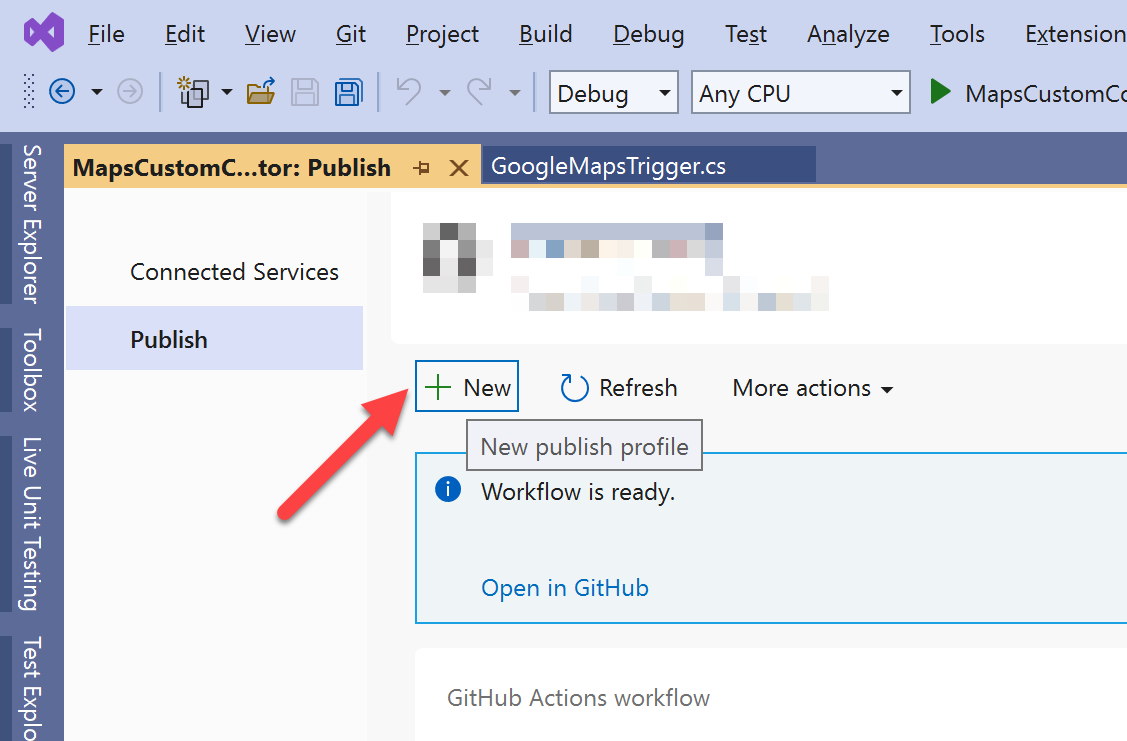 File Edit View Git Project Build Debug Test Analyze Tools Extension
Debug Any CPU MapsCustomCo
Server Explorer
Toolbox
Live Unit Testing
Test Explo
MapsCustomC...tor: Publish
GoogleMapsTrigger.cs
Connected Services
Publish
New Refresh More actions
New publish profile
Workflow is ready.
Open in GitHub
GitHub Actions workflow